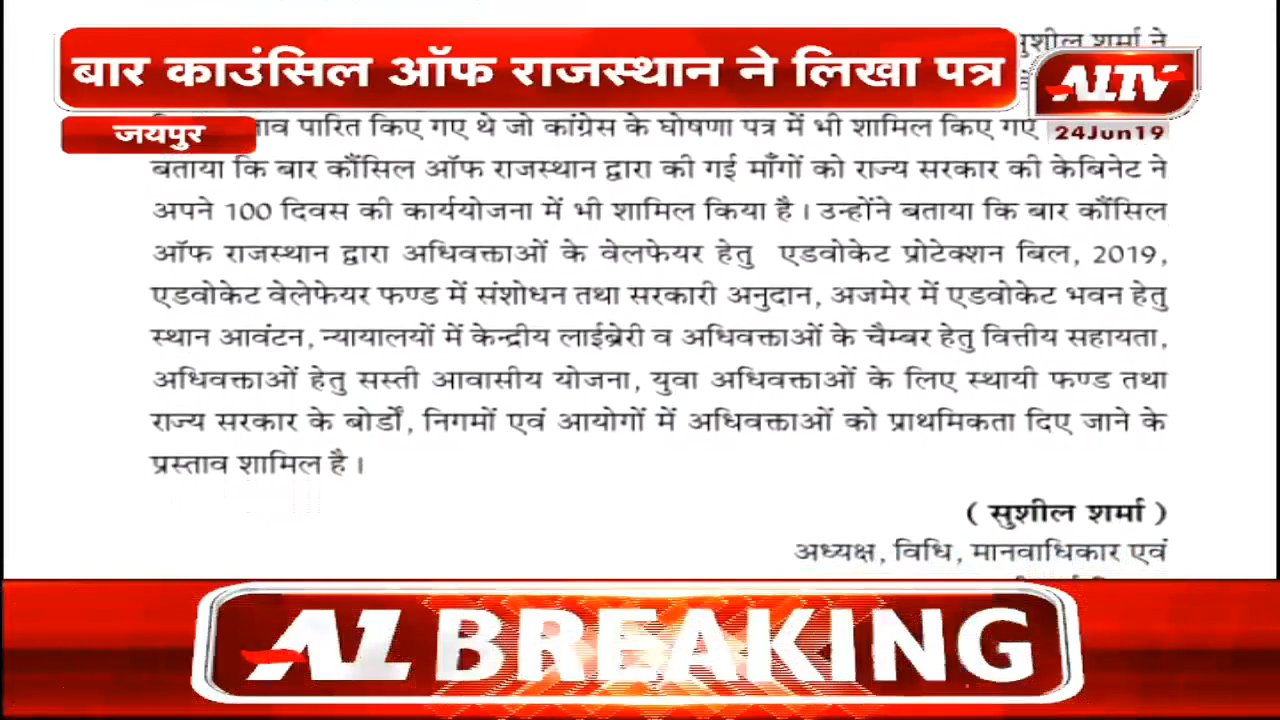 बार काउंसिल ऑफ राजस्थान ने लिखा पत्र
सुशील शर्मा ने
ALTV
जयपुर
24Jun19
पारित किए गए थे जो कांग्रेस के घोषणा पत्र में भी शामिल किए गए
बताया कि बार कौंसिल ऑफ राजस्थान द्वारा की गई माँगों को राज्य सरकार की केबिनेट ने
अपने 100 दिवस की कार्ययोजना में भी शामिल किया है। उन्होंने बताया कि बार कौंसिल
ऑफ राजस्थान द्वारा अधिवक्ताओं के वेलफेयर हेतु एडवोकेट प्रोटेक्शन बिल, 2019,
एडवोकेट वेलेफेयर फण्ड में संशोधन तथा सरकारी अनुदान, अजमेर में एडवोकेट भवन हेतु
स्थान आवंटन, न्यायालयों में केन्द्रीय लाईब्रेरी व अधिवक्ताओं के चैम्बर हेतु वित्तीय सहायता,
अधिवक्ताओं हेतु सस्ती आवासीय योजना, युवा अधिवक्ताओं के लिए स्थायी फण्ड तथा
राज्य सरकार के बोर्डों, निगमों एवं आयोगों में अधिवक्ताओं को प्राथमिकता दिए जाने के
प्रस्ताव शामिल है।
( सुशील शर्मा )
अध्यक्ष, विधि, मानवाधिकार एवं
AL BREAKING